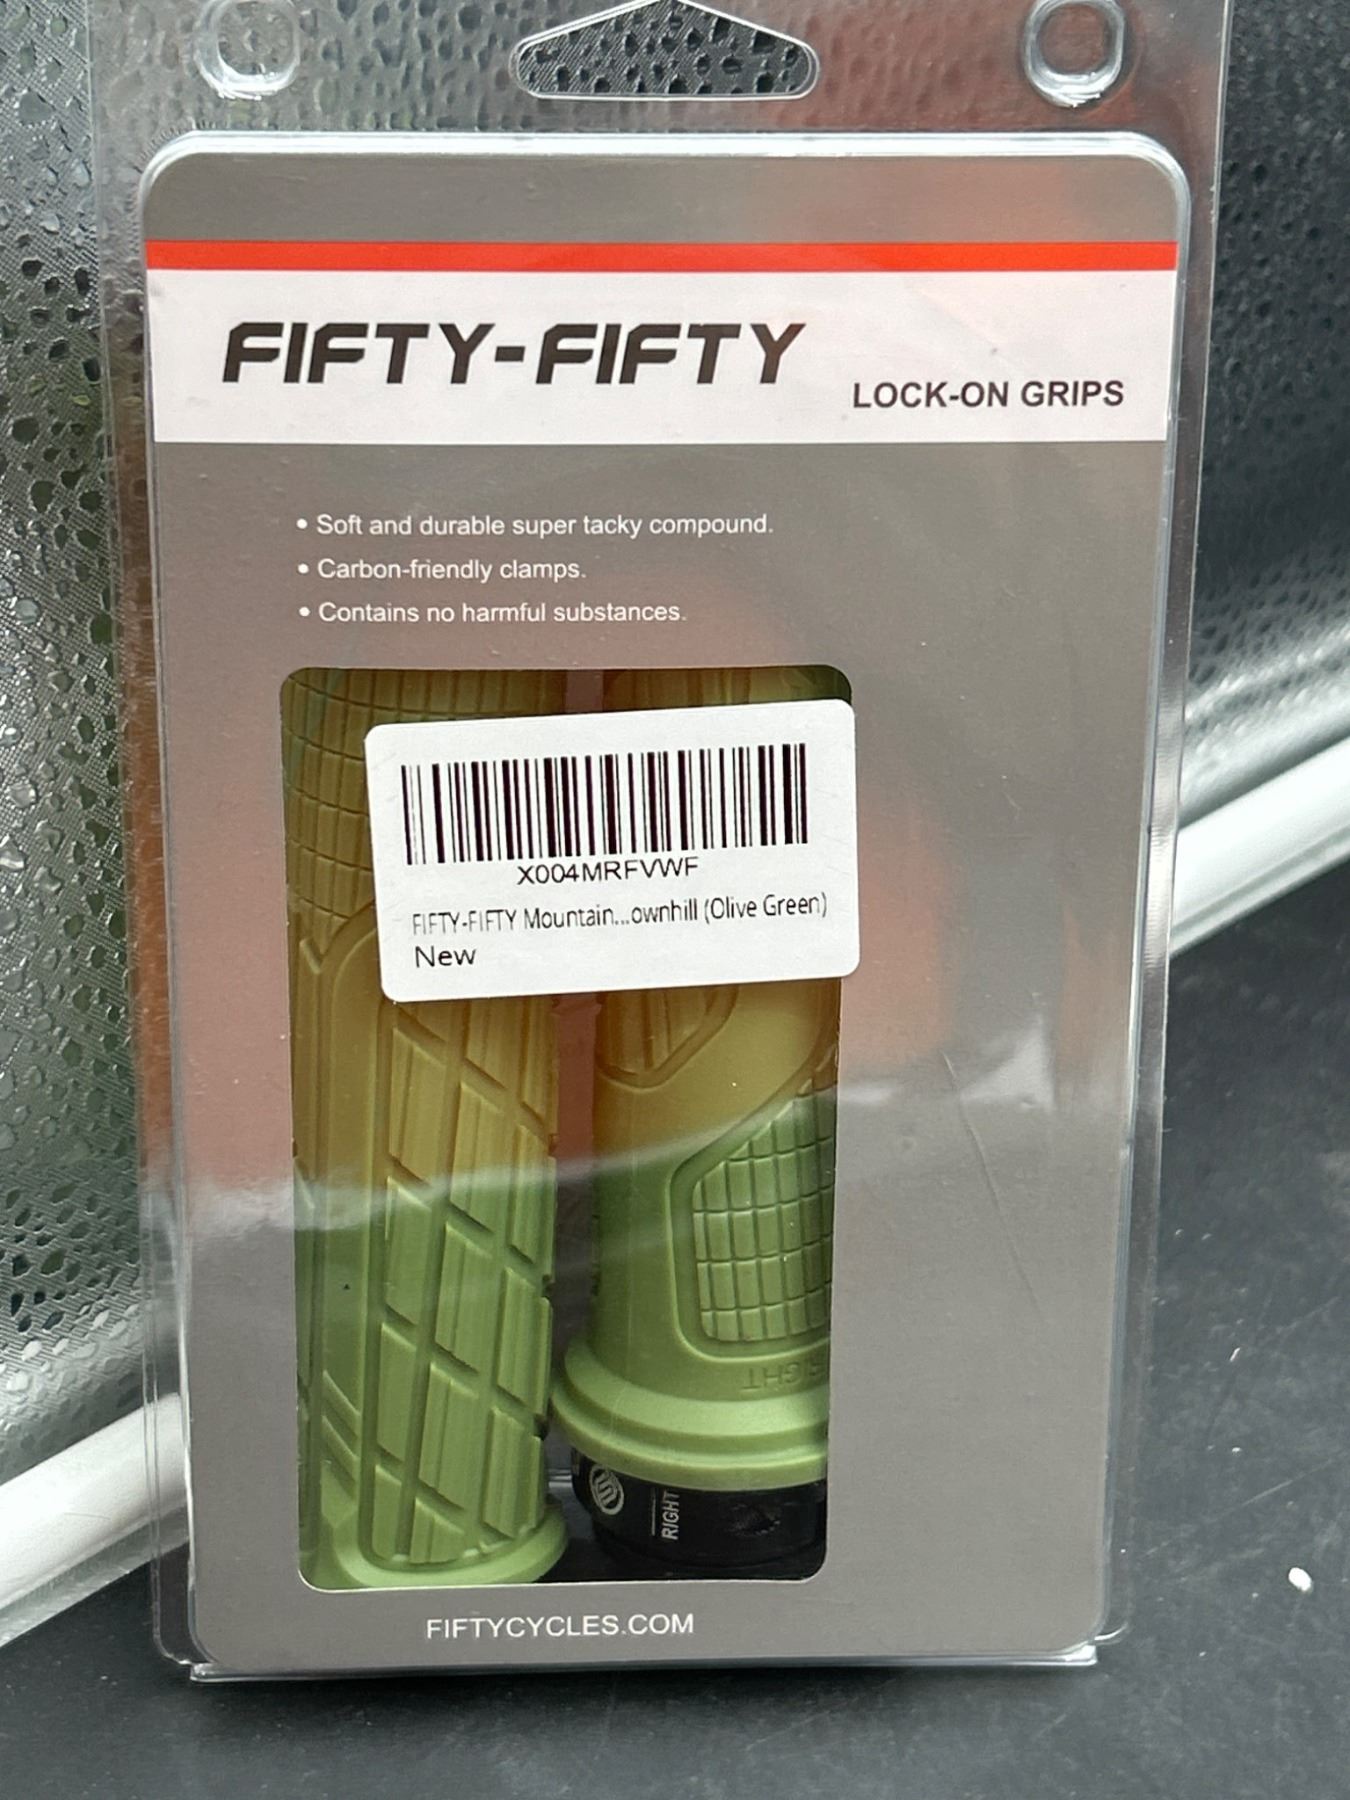 FIFTY-FIFTY
LOCK-ON GRIPS
• Soft and durable super tacky compound.
• Carbon-friendly clamps.
• Contains no harmful substances.
X004MRFVWF
FIFTY-FIFTY Mountain...ownhill (Olive Green)
New
RIGHT
RIGHT
FIFTYCYCLES.COM